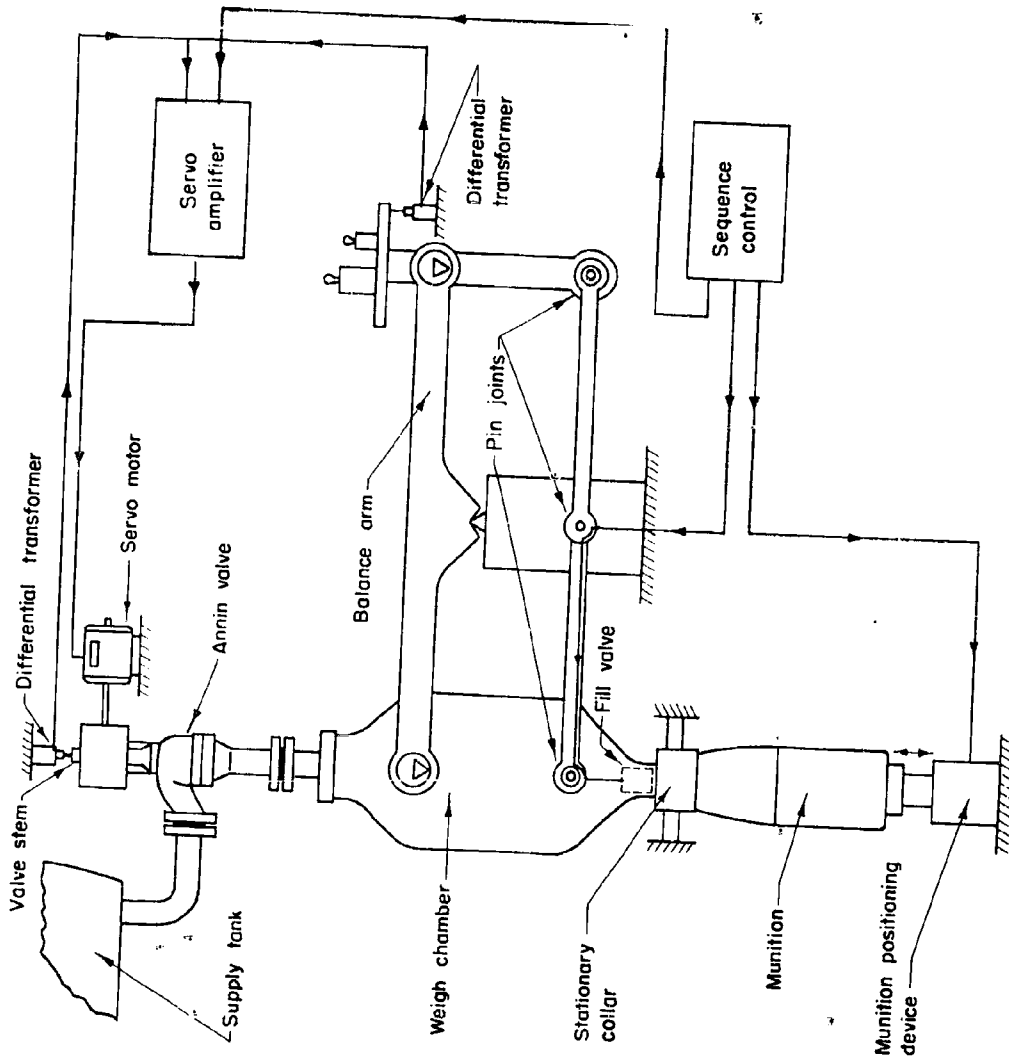 Servo
amplifier
Differential
transformer
Sequence
control
Differential transformer
Servo motor
Valve stem
Annin valve
Balance arm
Pin joints
Fill valve
Supply tank
Weigh chamber
Stationary
collar
Munition
Munition positioning
device